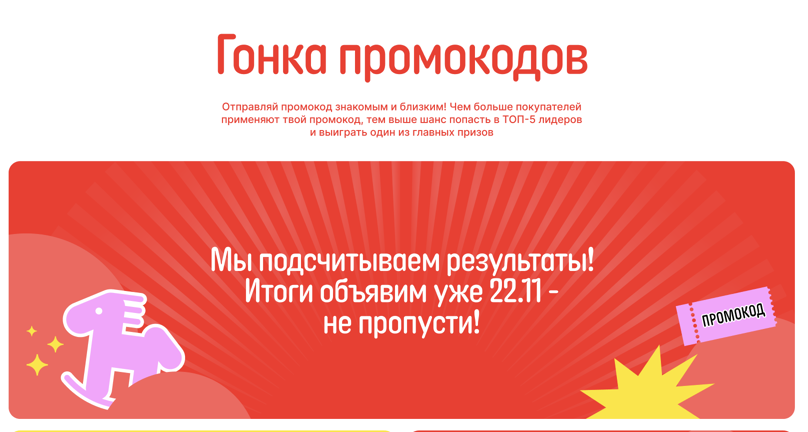 Гонка промокодов
Отправляй промокод знакомым и близким! Чем больше покупателей
применяют твой промокод, тем выше шанс попасть в ТОП-5 лидеров
и выиграть один из главных призов
Мы подсчитываем результаты!
Итоги объявим уже 22.11 -
не пропусти!
ПРОМОКОД